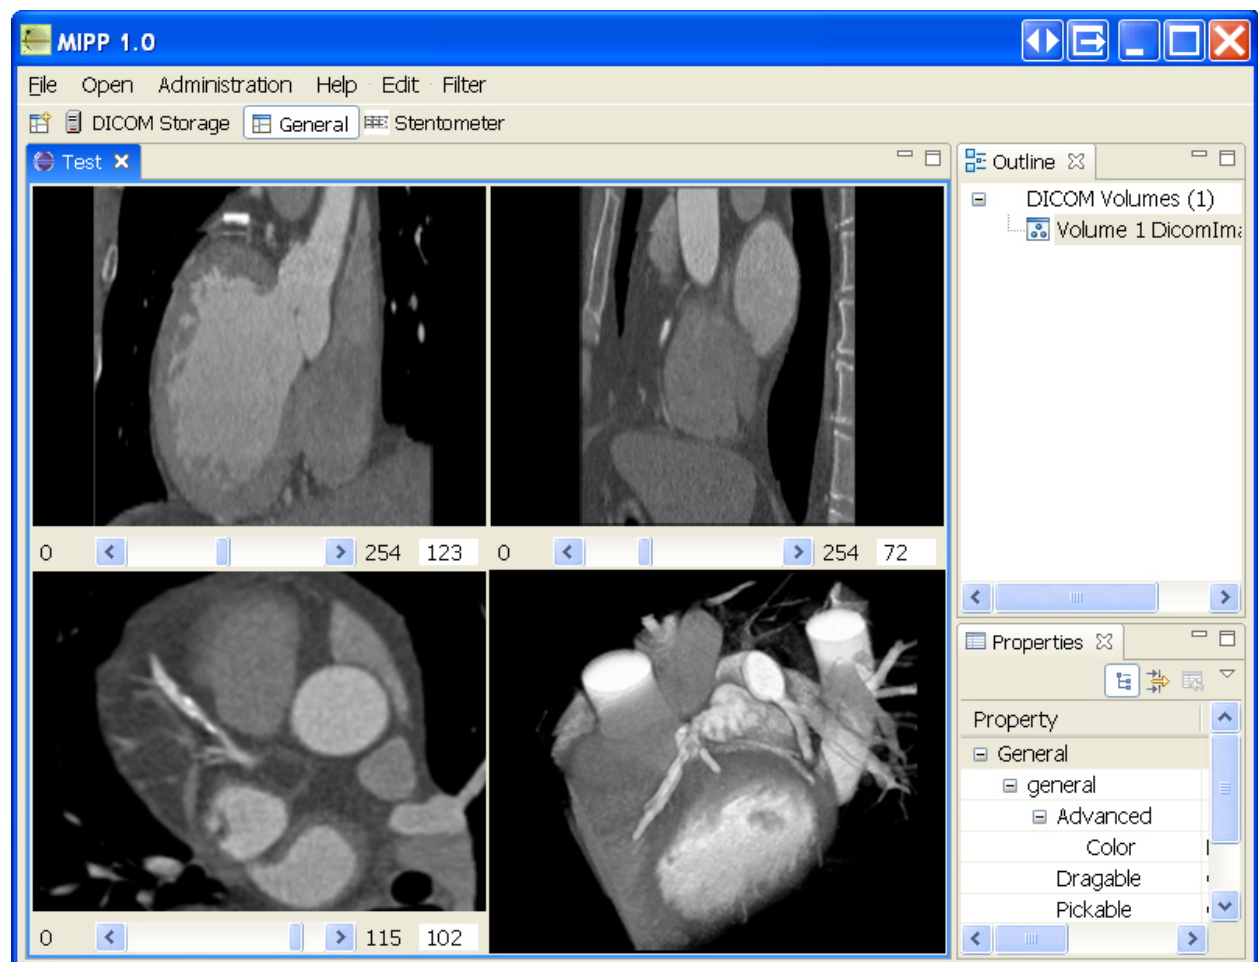 MIPP 1.0
File Open Administration Help Edit Filter
DICOM Storage General Stentometer
Test
0 254 123 0 254 72
0 115 102
Outline
DICOM Volumes (1)
Volume 1 DicomIma
Properties
Property
General
general
Advanced
Color
Dragable
Pickable